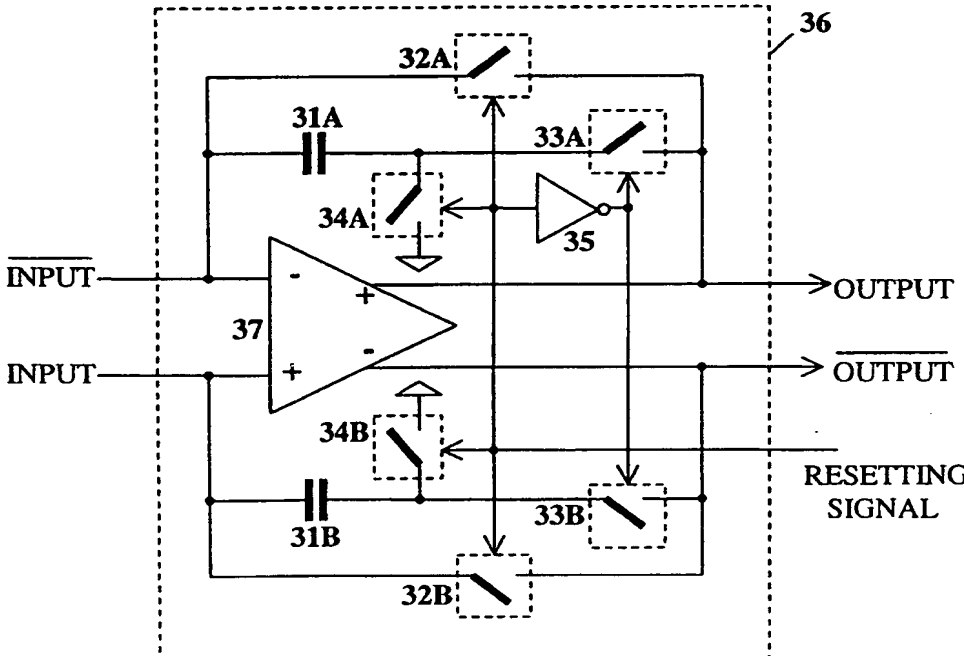 36
32A
31A
33A
34A
35
INPUT
-
+
OUTPUT
37
-
INPUT
+
OUTPUT
34B
RESETTING
SIGNAL
31B
33B
32B